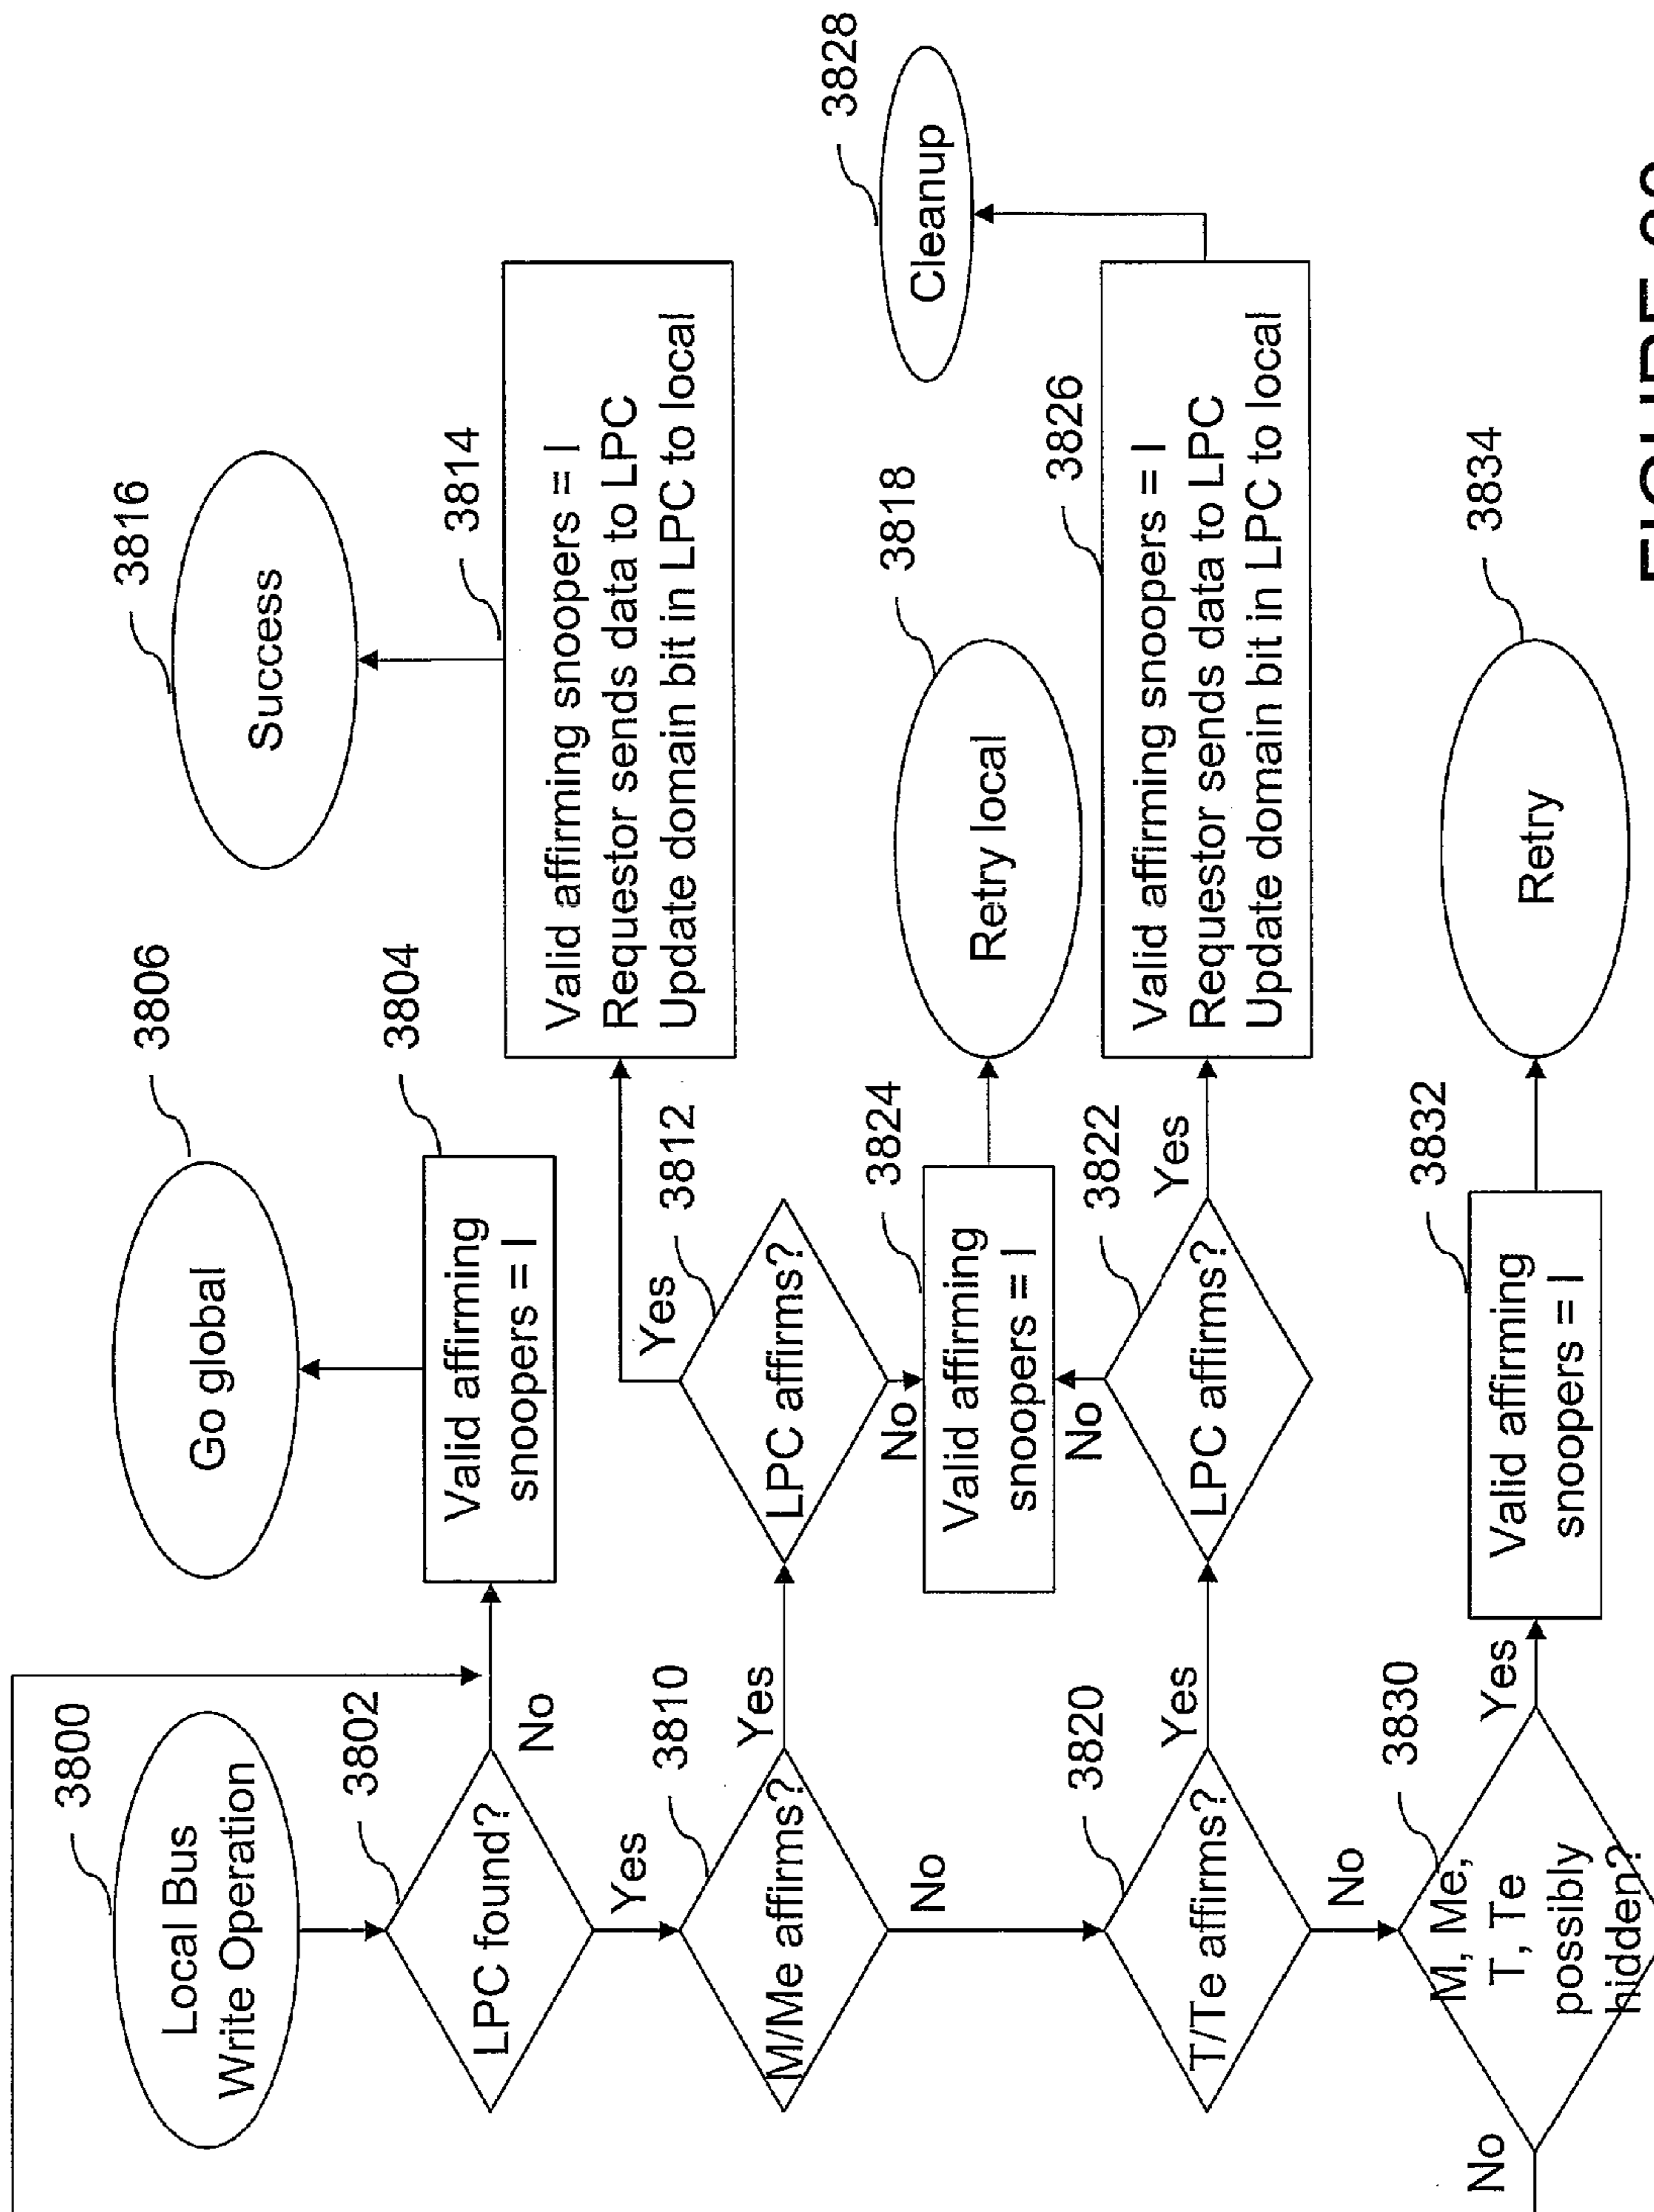 3800
Local Bus
Write Operation
3802
LPC found?
No
Yes
3804
Valid affirming
snoopers = I
3806
Go global
3810
M/Me affirms?
Yes
No
3812
LPC affirms?
Yes
No
3814
Valid affirming snoopers = I
Requestor sends data to LPC
Update domain bit in LPC to local
3816
Success
3824
Valid affirming
snoopers = I
3818
Retry local
3820
T/Te affirms?
Yes
No
3822
LPC affirms?
No
Yes
3826
Valid affirming snoopers = I
Requestor sends data to LPC
Update domain bit in LPC to local
3828
Cleanup
3830
M, Me,
T, Te
possibly
hidden?
Yes
No
3832
Valid affirming
snoopers = I
3834
Retry
FIGURE